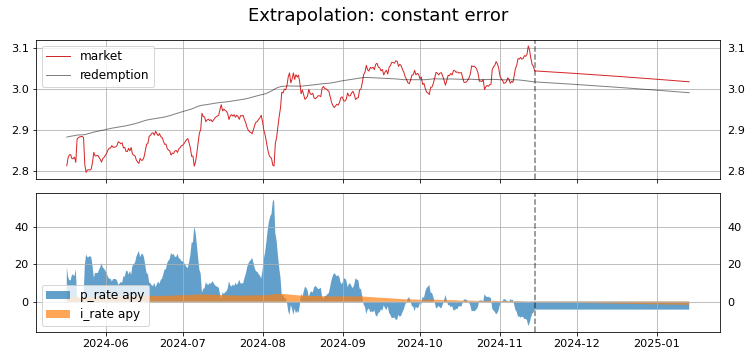 Extrapolation: constant error
3.1 3.1
market
redemption
3.0 3.0
2.9 2.9
2.8 2.8
40 40
20 20
0 0
p_rate apy
i_rate apy
2024-06 2024-07 2024-08 2024-09 2024-10 2024-11 2024-12 2025-01